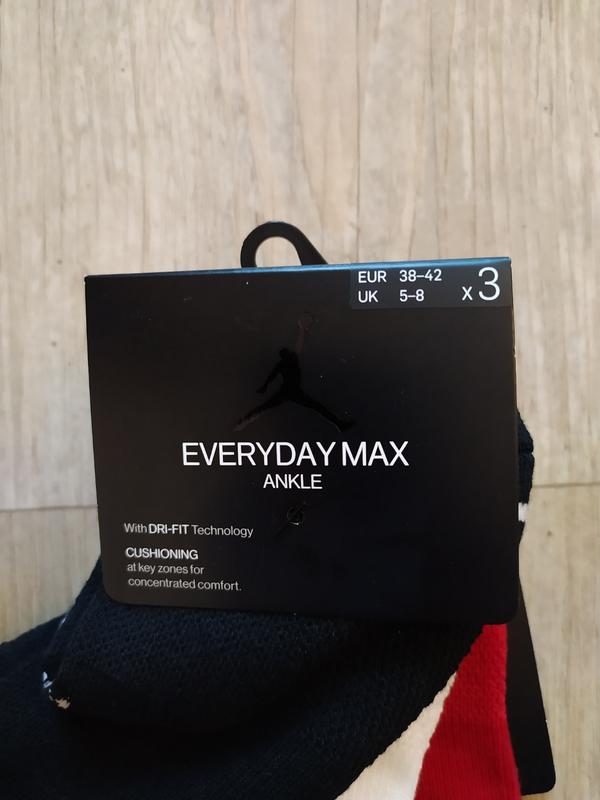 EUR 38–42
UK 5–8
x3
EVERYDAY MAX
ANKLE
With DRI-FIT Technology
CUSHIONING
at key zones for
concentrated comfort.